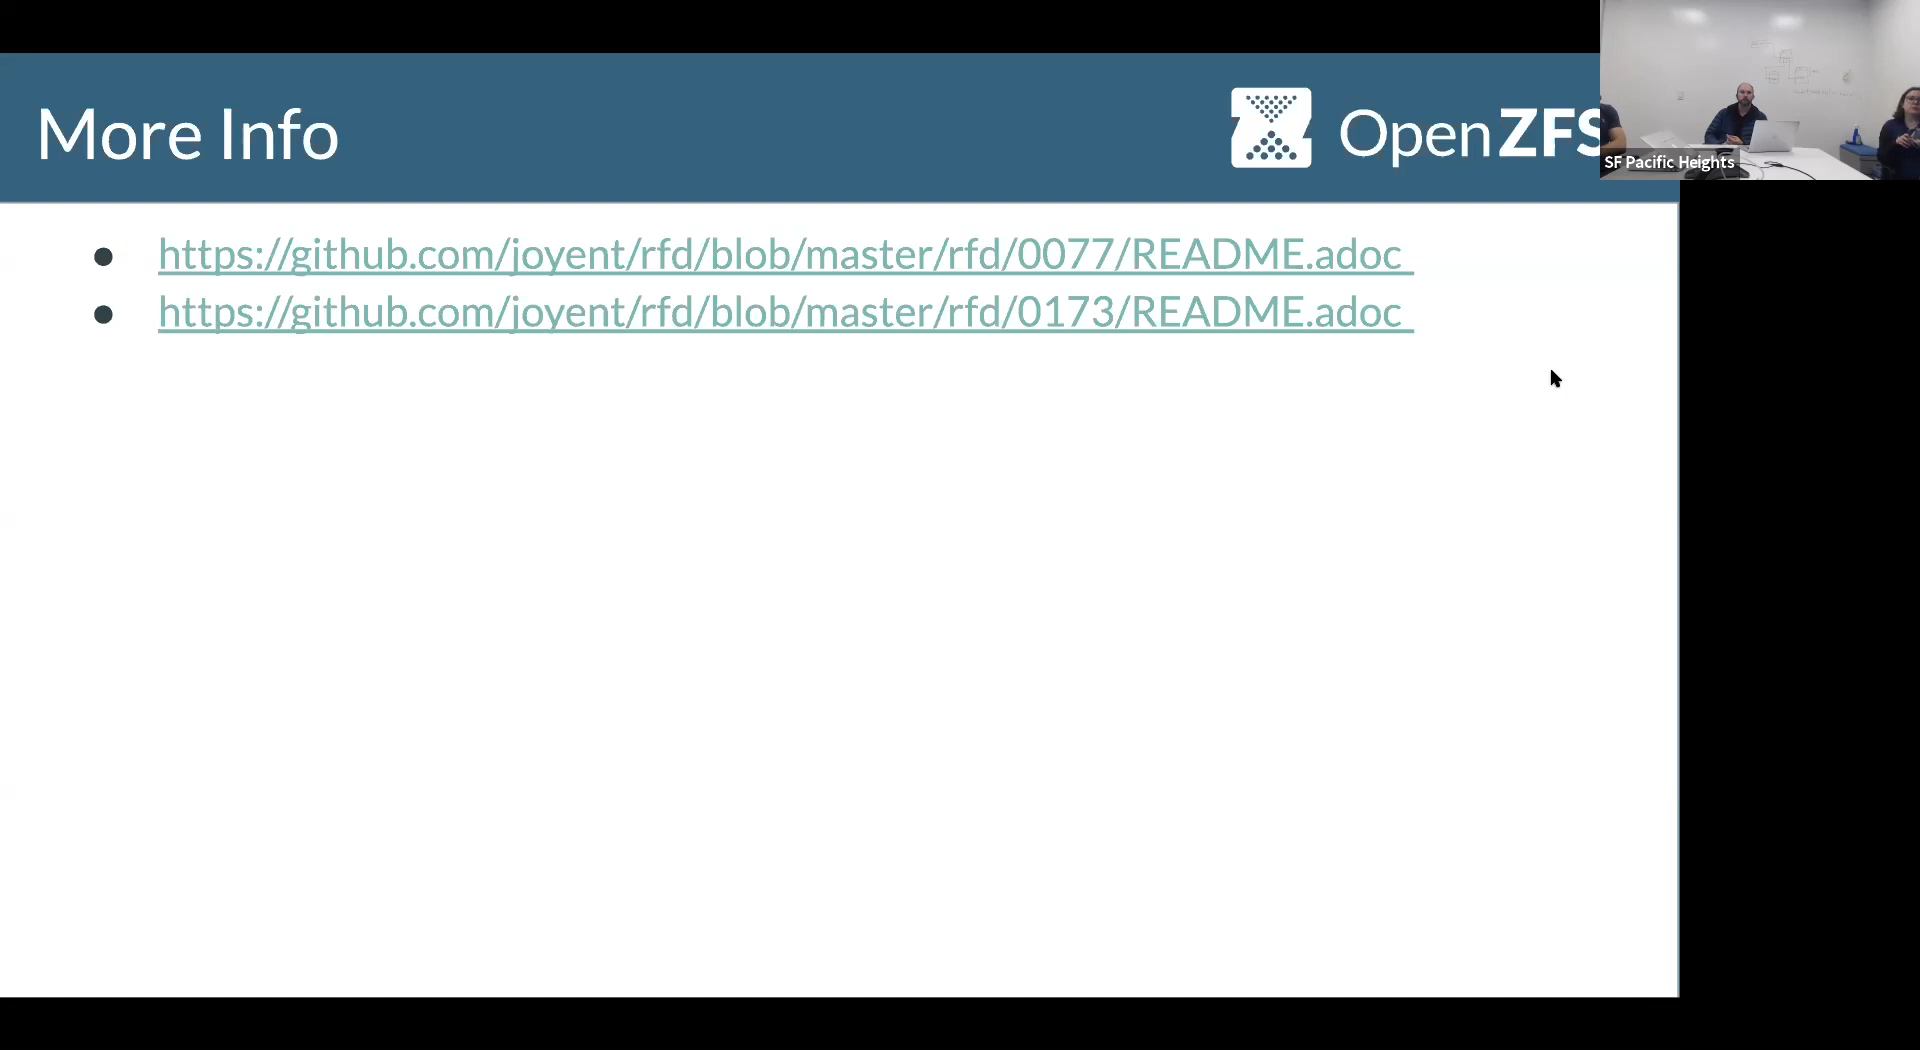 More Info
OpenZFS
SF Pacific Heights
https://github.com/joyent/rfd/blob/master/rfd/0077/README.adoc
https://github.com/joyent/rfd/blob/master/rfd/0173/README.adoc